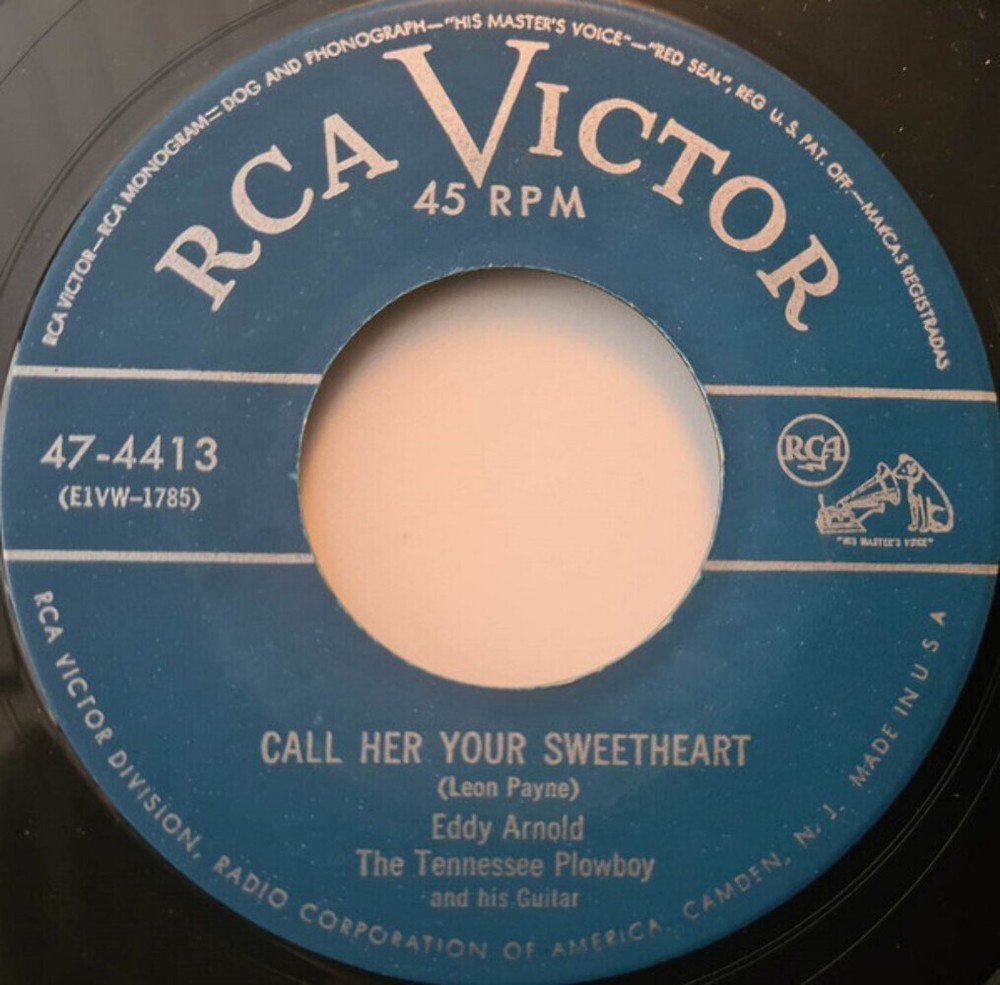 RCA VICTOR—RCA MONOGRAM—DOG AND PHONOGRAPH—"HIS MASTER'S VOICE"—"RED SEAL", REG U. S. PAT. OFF.—MARCAS REGISTRADAS
RCA VICTOR
45 RPM
47-4413
(E1VW-1785)
RCA
"HIS MASTER'S VOICE"
CALL HER YOUR SWEETHEART
(Leon Payne)
Eddy Arnold
The Tennessee Plowboy
and his Guitar
RCA VICTOR DIVISION, RADIO CORPORATION OF AMERICA, CAMDEN, N. J. MADE IN U S A